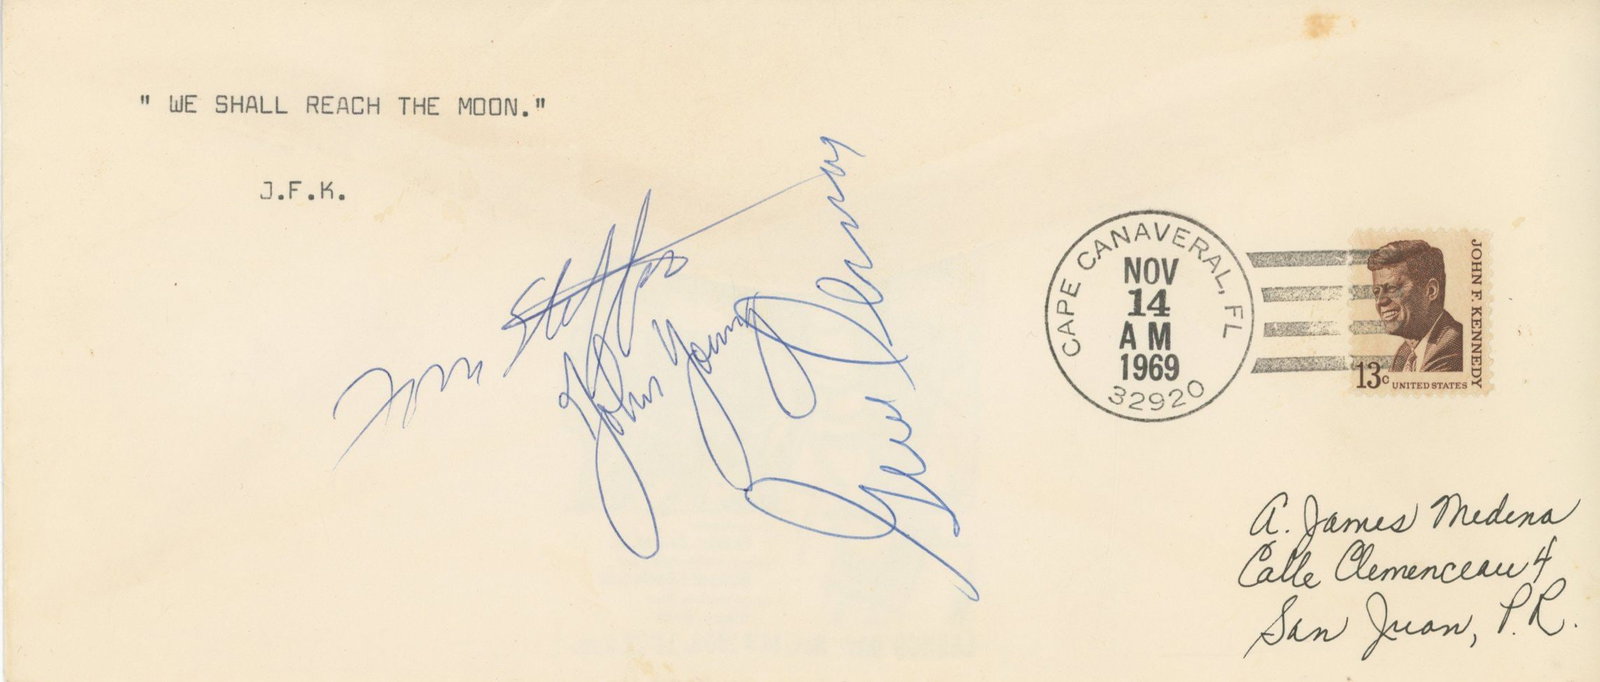 " WE SHALL REACH THE MOON."
J.F.K.
Tom Stafford
John Young
Gene Cernan
CAPE CANAVERAL, FL
NOV
14
AM
1969
32920
JOHN F. KENNEDY
13c UNITED STATES
A. James Medina
Calle Clemenceau 4
San Juan, P.R.